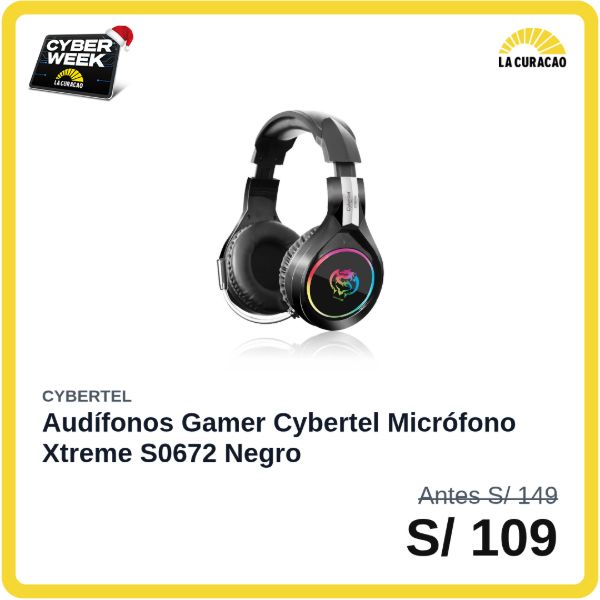 CYBER
WEEK
LA CURACAO
LA CURACAO
CYBERTEL
Audífonos Gamer Cybertel Micrófono
Xtreme S0672 Negro
Antes S/ 149
S/ 109